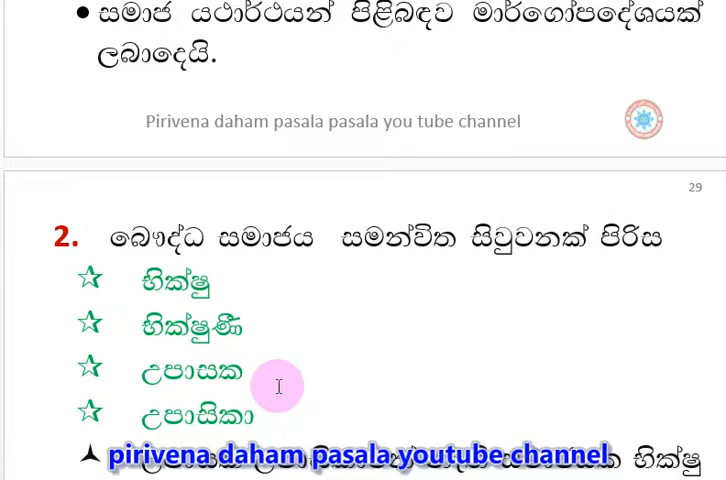 • සමාජ යථාර්ථයන් පිළිබඳව මාර්ගෝපදේශයක්
ලබාදෙයි.
Pirivena daham pasala pasala you tube channel
29
2. බෞද්ධ සමාජය සමන්විත සිවුවනක් පිරිස
☆ භික්ෂු
☆ භික්ෂුණී
☆ උපාසක
☆ උපාසිකා
pirivena daham pasala youtube channel
භික්ෂු